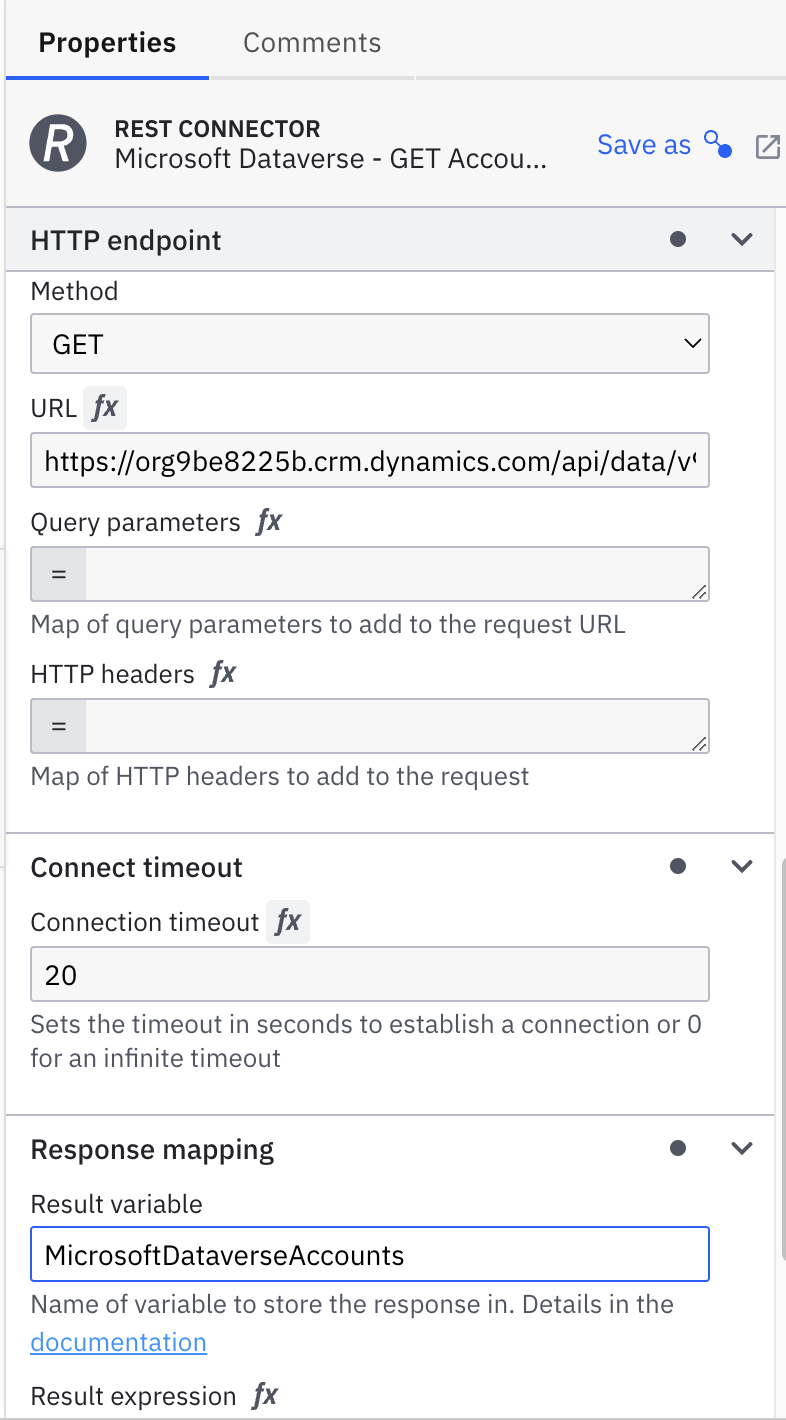 Properties
Comments
R
REST CONNECTOR
Microsoft Dataverse - GET Accou...
Save as
HTTP endpoint
Method
GET
URL fx
https://org9be8225b.crm.dynamics.com/api/data/v
Query parameters fx
=
Map of query parameters to add to the request URL
HTTP headers fx
=
Map of HTTP headers to add to the request
Connect timeout
Connection timeout fx
20
Sets the timeout in seconds to establish a connection or 0
for an infinite timeout
Response mapping
Result variable
MicrosoftDataverseAccounts
Name of variable to store the response in. Details in the
documentation
Result expression fx